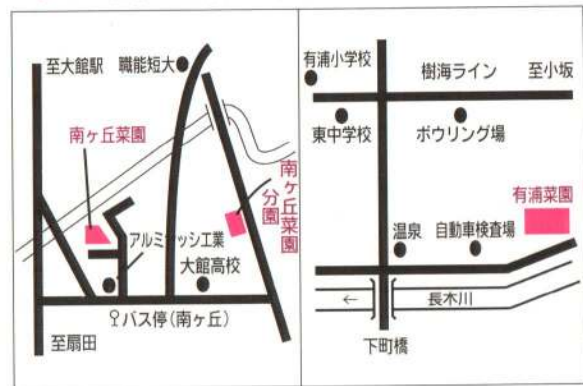 至大館駅
職能短大
南ヶ丘菜園
南ヶ丘菜園
分園
アルミサッシ工業
大館高校
バス停(南ヶ丘)
至扇田
有浦小学校
樹海ライン
至小坂
東中学校
ボウリング場
有浦菜園
温泉
自動車検査場
←
長木川
下町橋